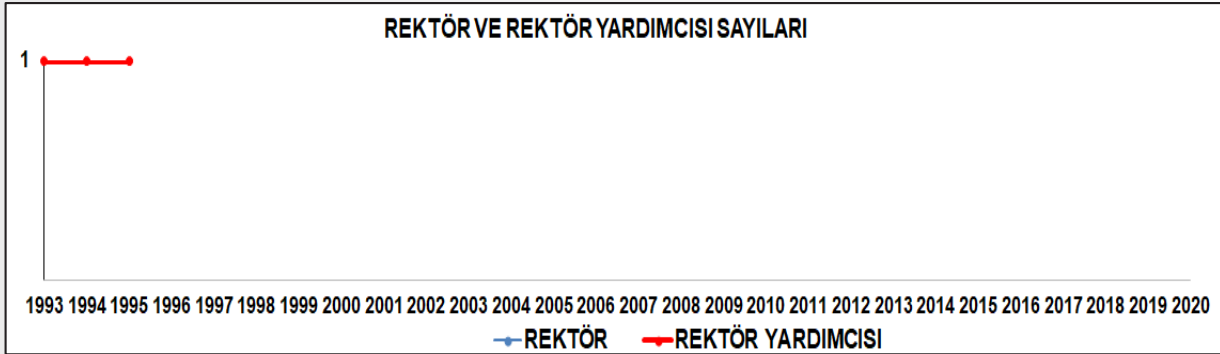 REKTÖR VE REKTÖR YARDIMCISI SAYILARI
1
1993 1994 1995 1996 1997 1998 1999 2000 2001 2002 2003 2004 2005 2006 2007 2008 2009 2010 2011 2012 2013 2014 2015 2016 2017 2018 2019 2020
REKTÖR REKTÖR YARDIMCISI